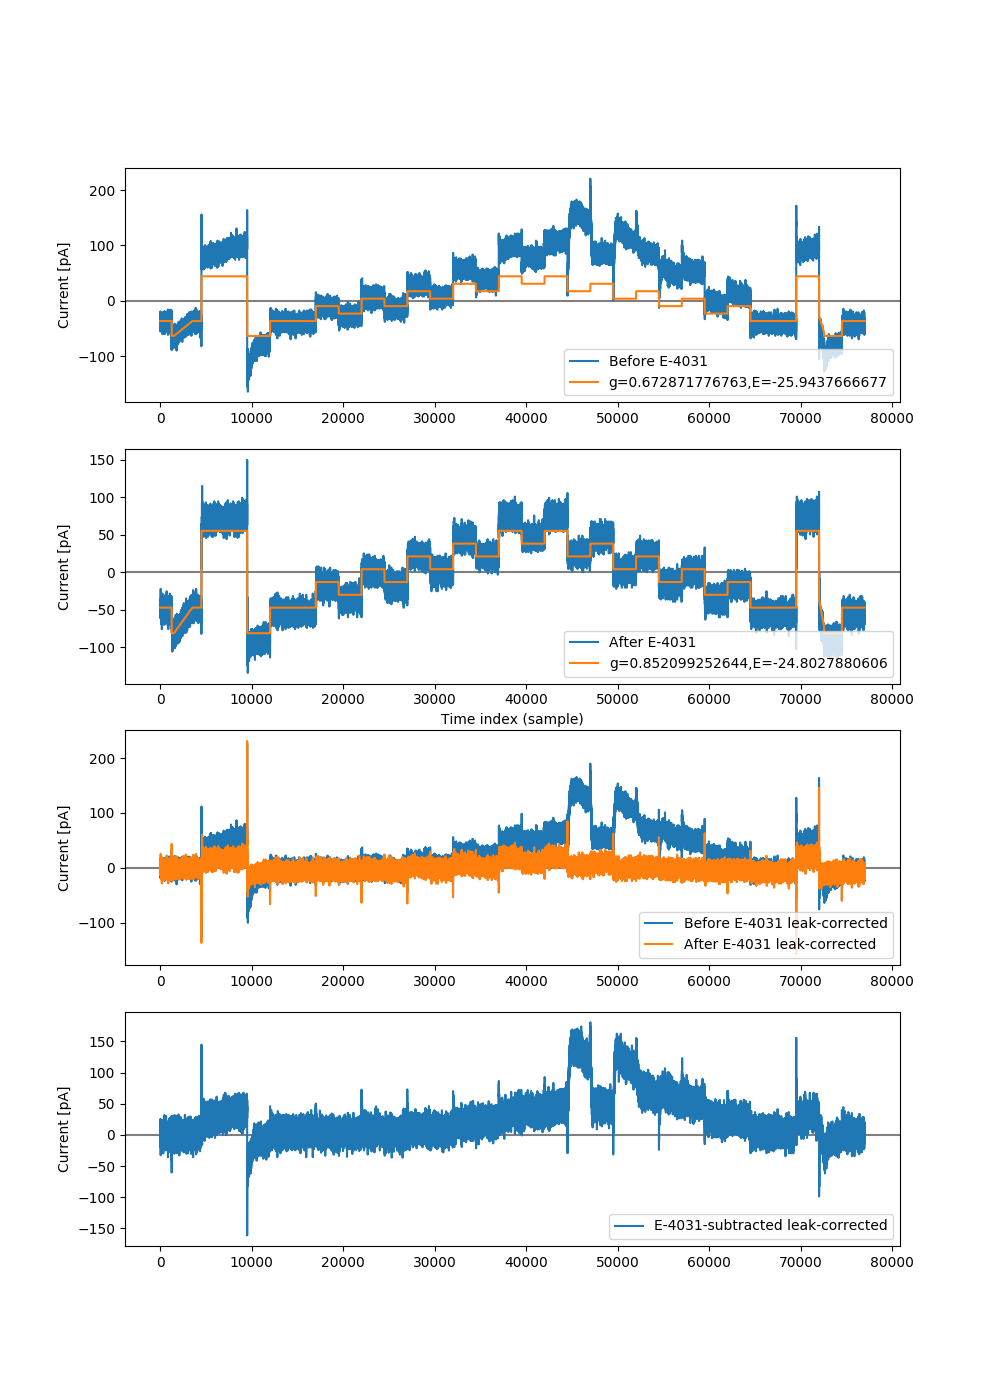 200
100
0
−100
Current [pA]
0 10000 20000 30000 40000 50000 60000 70000 80000
Before E-4031
g=0.672871776763,E=-25.9437666677
150
100
50
0
−50
−100
Current [pA]
0 10000 20000 30000 40000 50000 60000 70000 80000
Time index (sample)
After E-4031
g=0.852099252644,E=-24.8027880606
200
100
0
−100
Current [pA]
0 10000 20000 30000 40000 50000 60000 70000 80000
Before E-4031 leak-corrected
After E-4031 leak-corrected
150
100
50
0
−50
−100
−150
Current [pA]
0 10000 20000 30000 40000 50000 60000 70000 80000
E-4031-subtracted leak-corrected